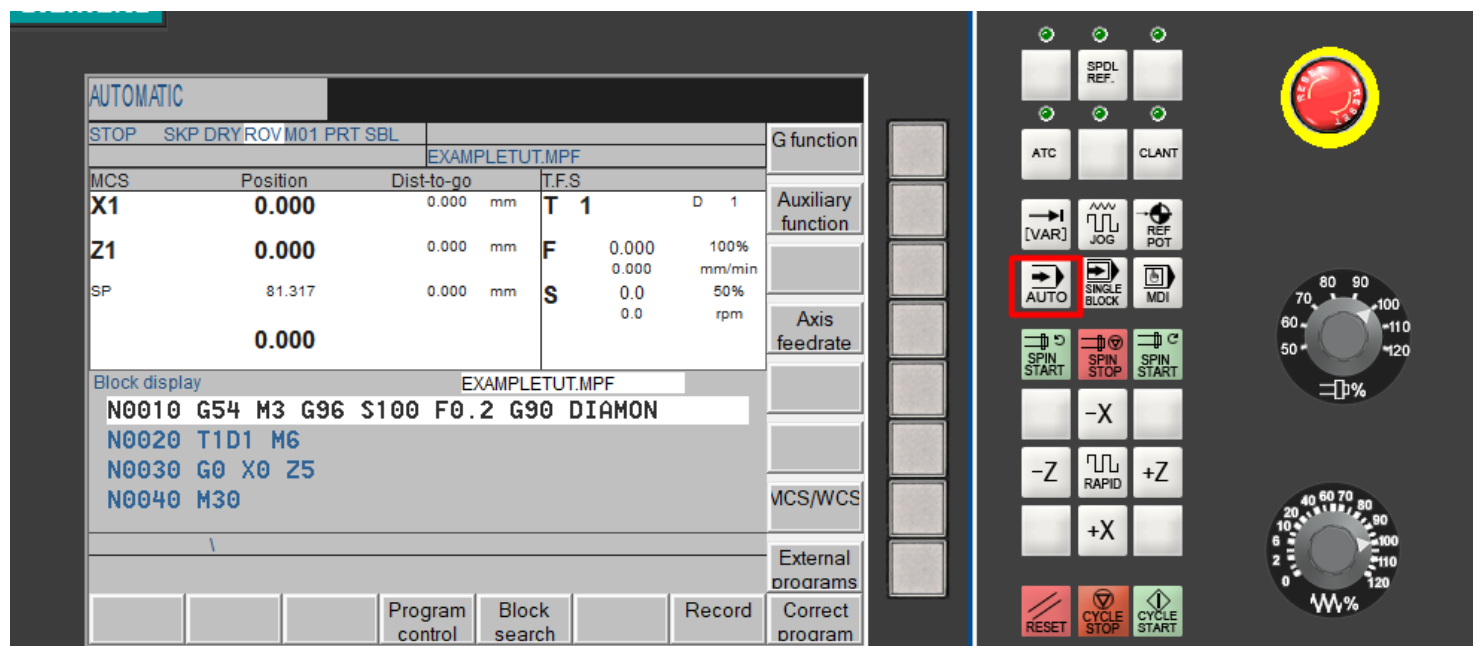 AUTOMATIC
STOP SKP DRY ROV M01 PRT SBL
EXAMPLETUT.MPF
MCS Position Dist-to-go T.F.S
X1 0.000 0.000 mm T 1 D 1
Z1 0.000 0.000 mm F 0.000 100%
0.000 mm/min
SP 81.317 0.000 mm S 0.0 50%
0.0 rpm
0.000
Block display EXAMPLETUT.MPF
N0010 G54 M3 G96 S100 F0.2 G90 DIAMON
N0020 T1D1 M6
N0030 G0 X0 Z5
N0040 M30
\
G function
Auxiliary
function
Axis
feedrate
MCS/WCS
External
programs
Program
control
Block
search
Record
Correct
program
SPDL
REF.
ATC
CLANT
[VAR]
JOG
REF
POT
AUTO
SINGLE
BLOCK
MDI
SPIN
START
SPIN
STOP
SPIN
START
-X
-Z
RAPID
+Z
+X
RESET
CYCLE
STOP
CYCLE
START
RESET
RESET
50 60 70 80 90 100 110 120
%
0 2 6 10 20 40 60 70 80 90 100 110 120
%